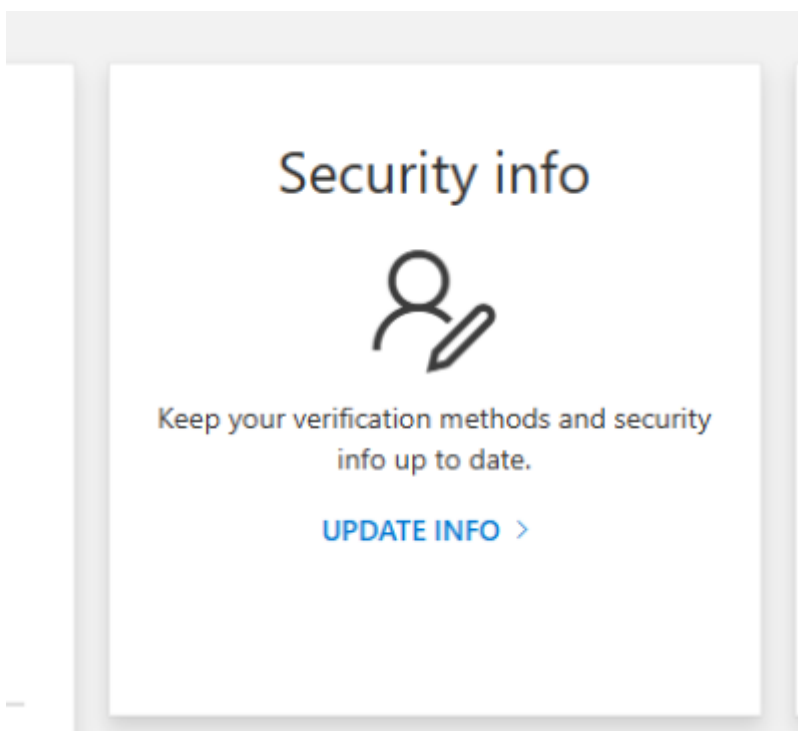 Security info
Keep your verification methods and security
info up to date.
UPDATE INFO >